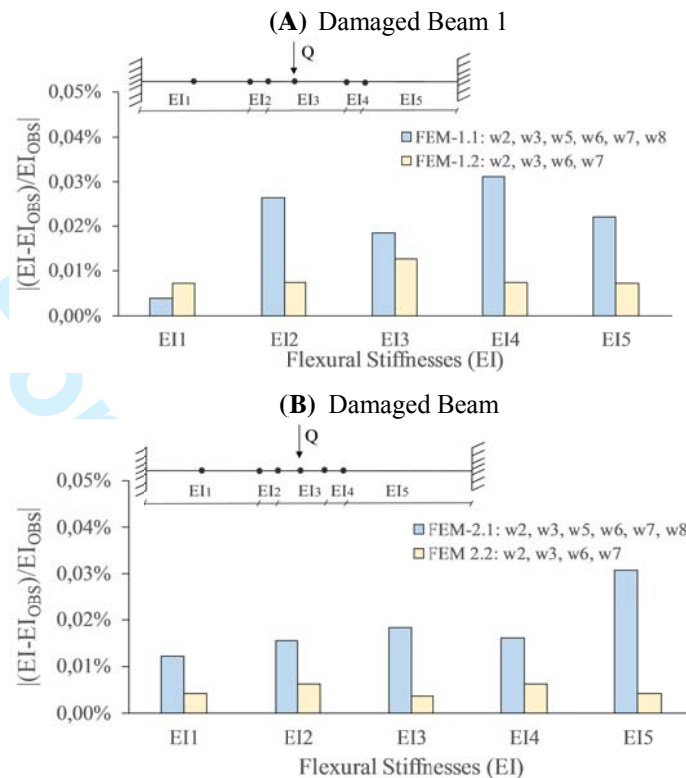 (A) Damaged Beam 1
Q
EI1 EI2 EI3 EI4 EI5
0,05%
0,04%
0,03%
0,02%
0,01%
0,00%
|(EI-EIOBS)/EIOBS|
FEM-1.1: w2, w3, w5, w6, w7, w8
FEM-1.2: w2, w3, w6, w7
EI1 EI2 EI3 EI4 EI5
Flexural Stiffnesses (EI)
(B) Damaged Beam
Q
EI1 EI2 EI3 EI4 EI5
0,05%
0,04%
0,03%
0,02%
0,01%
0,00%
|(EI-EIOBS)/EIOBS|
FEM-2.1: w2, w3, w5, w6, w7, w8
FEM 2.2: w2, w3, w6, w7
EI1 EI2 EI3 EI4 EI5
Flexural Stiffnesses (EI)